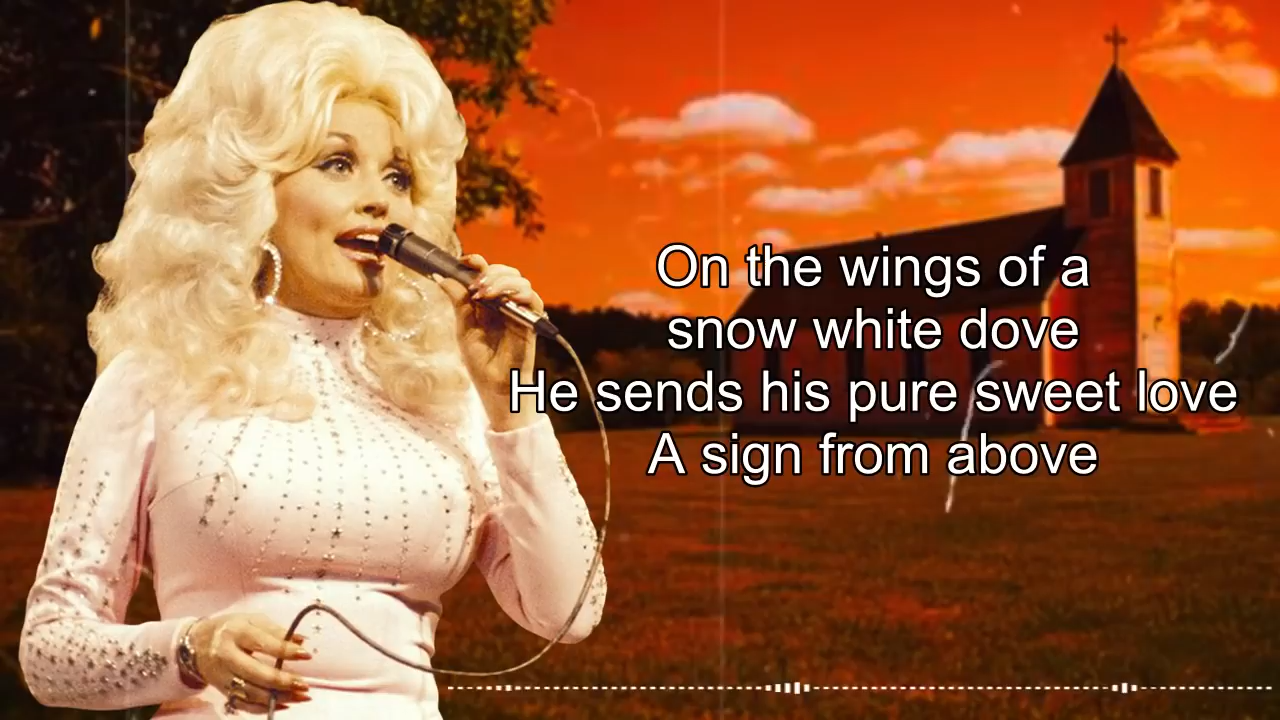 On the wings of a
snow white dove
He sends his pure sweet love
A sign from above